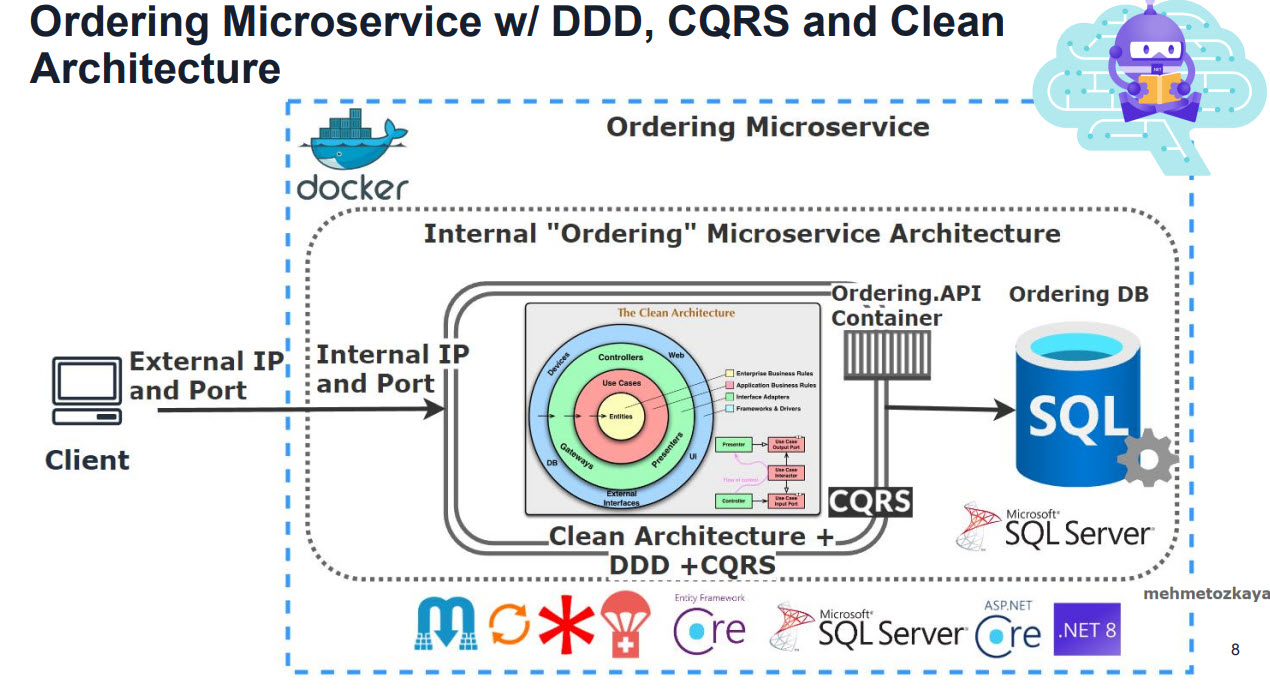 Ordering Microservice w/ DDD, CQRS and Clean
Architecture
.NET
docker
Ordering Microservice
Internal "Ordering" Microservice Architecture
External IP
and Port
Client
Internal IP
and Port
The Clean Architecture
Devices
Controllers
Web
Use Cases
Entities
Gateways
Presenters
DB
UI
External
Interfaces
Enterprise Business Rules
Application Business Rules
Interface Adapters
Frameworks & Drivers
Presenter
Use Case
Output Port
Flow of control
Use Case
Interactor
Controller
Use Case
Input Port
Ordering.API
Container
CQRS
Clean Architecture +
DDD +CQRS
Ordering DB
SQL
Microsoft®
SQL Server®
mehmetozkaya
Entity Framework
Core
Microsoft®
SQL Server®
ASP.NET
Core
.NET 8
8